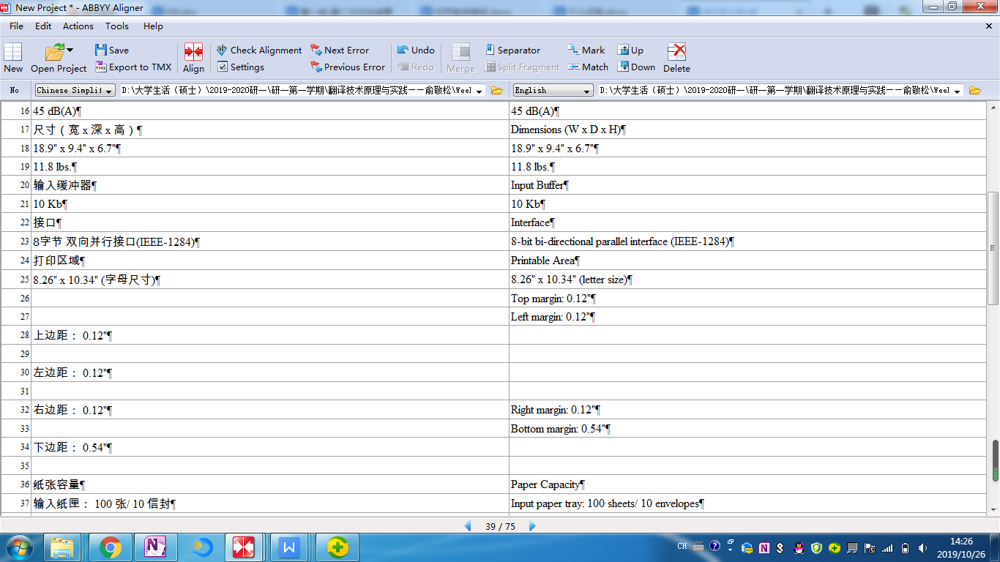 New Project * - ABBYY Aligner
File Edit Actions Tools Help
New Open Project Save Export to TMX Align Check Alignment Settings Next Error Previous Error Undo Redo Merge Separator Split Fragment Mark Match Up Down Delete
No Chinese Simplif D:\大学生活（硕士）\2019-2020研一\研一第一学期\翻译技术原理与实践——俞敬松\Weel English D:\大学生活（硕士）\2019-2020研一\研一第一学期\翻译技术原理与实践——俞敬松\Weel
16 45 dB(A)¶ 45 dB(A)¶
17 尺寸（宽 x 深 x 高）¶ Dimensions (W x D x H)¶
18 18.9" x 9.4" x 6.7"¶ 18.9" x 9.4" x 6.7"¶
19 11.8 lbs.¶ 11.8 lbs.¶
20 输入缓冲器¶ Input Buffer¶
21 10 Kb¶ 10 Kb¶
22 接口¶ Interface¶
23 8字节 双向并行接口(IEEE-1284)¶ 8-bit bi-directional parallel interface (IEEE-1284)¶
24 打印区域¶ Printable Area¶
25 8.26" x 10.34" (字母尺寸)¶ 8.26" x 10.34" (letter size)¶
26 Top margin: 0.12"¶
27 Left margin: 0.12"¶
28 上边距： 0.12"¶
29
30 左边距： 0.12"¶
31
32 右边距： 0.12"¶ Right margin: 0.12"¶
33 Bottom margin: 0.54"¶
34 下边距： 0.54"¶
35
36 纸张容量¶ Paper Capacity¶
37 输入纸匣： 100 张/ 10 信封¶ Input paper tray: 100 sheets/ 10 envelopes¶
39 / 75
CH 14:26
2019/10/26